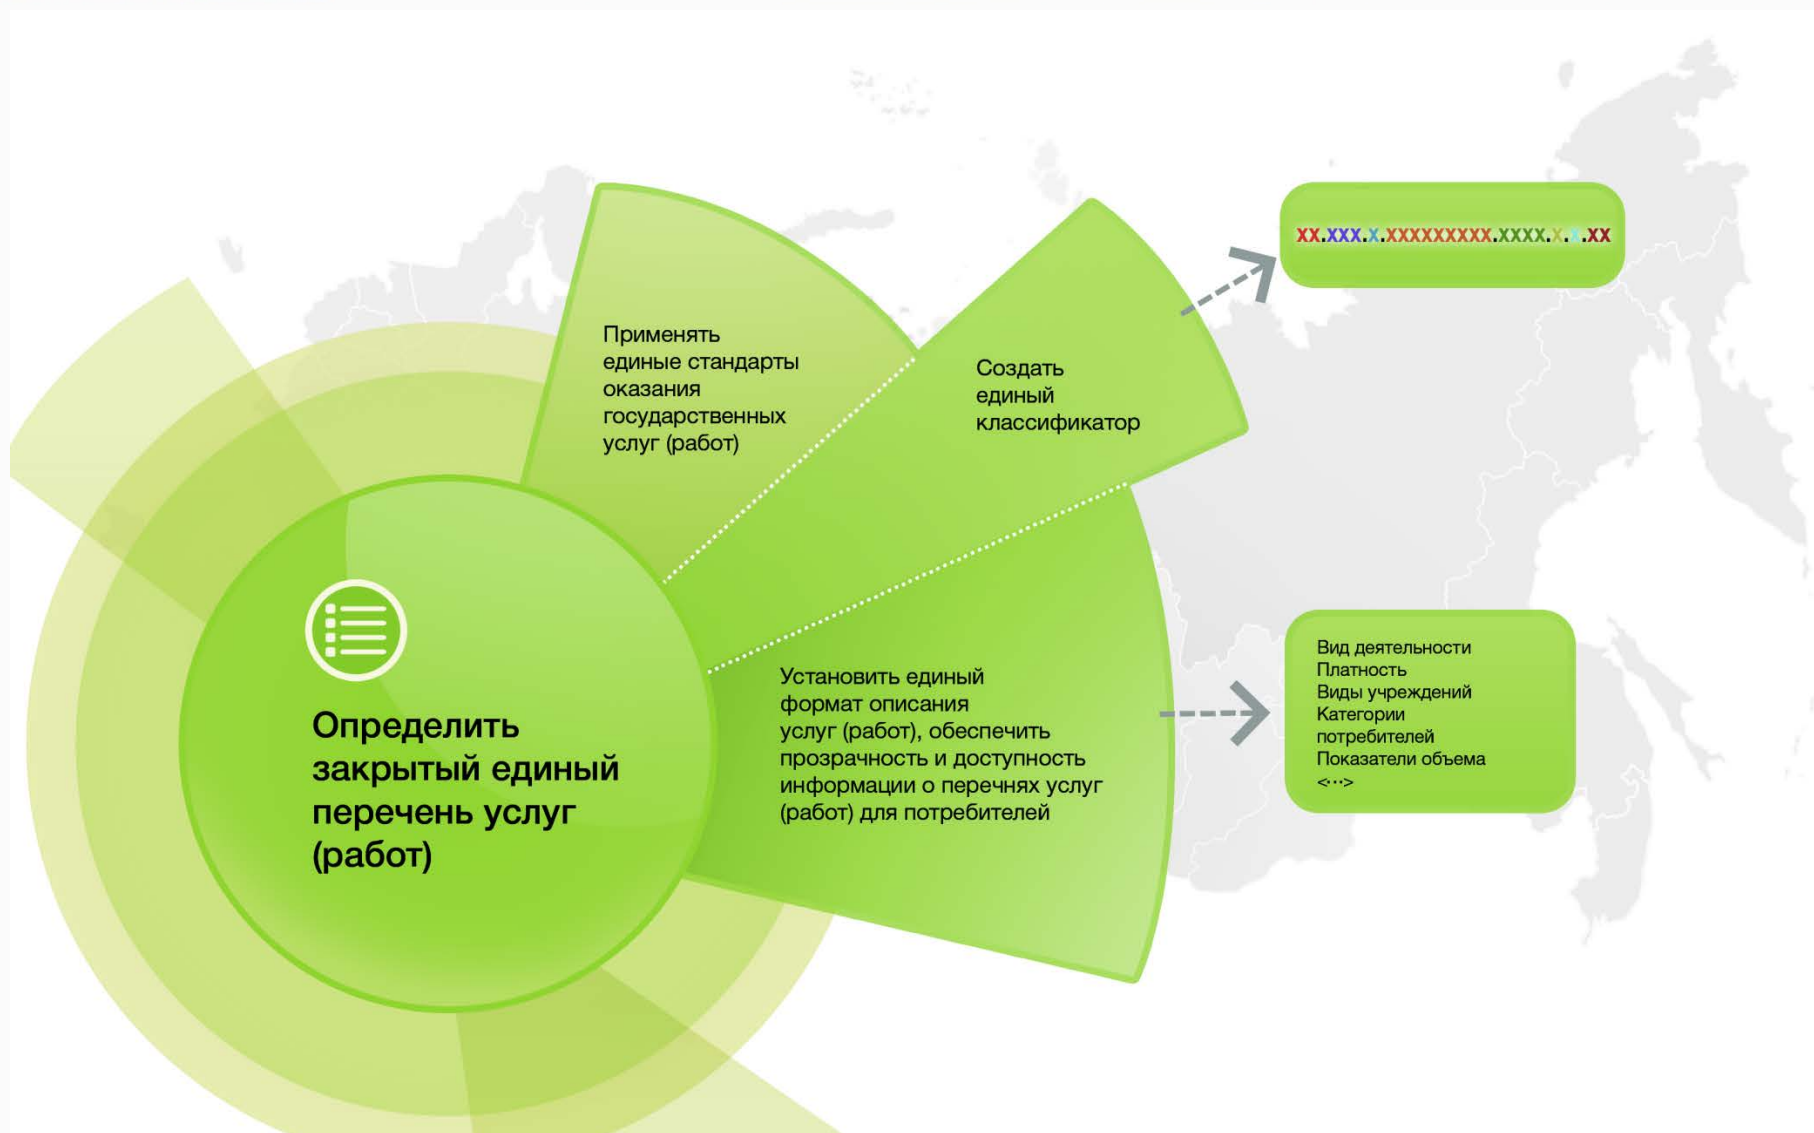 Применять
единые стандарты
оказания
государственных
услуг (работ)
Создать
единый
классификатор
xx.xxx.x.xxxxxxxxx.xxxx.x.x.xx
Определить
закрытый единый
перечень услуг
(работ)
Установить единый
формат описания
услуг (работ), обеспечить
прозрачность и доступность
информации о перечнях услуг
(работ) для потребителей
Вид деятельности
Платность
Виды учреждений
Категории
потребителей
Показатели объема
<···>